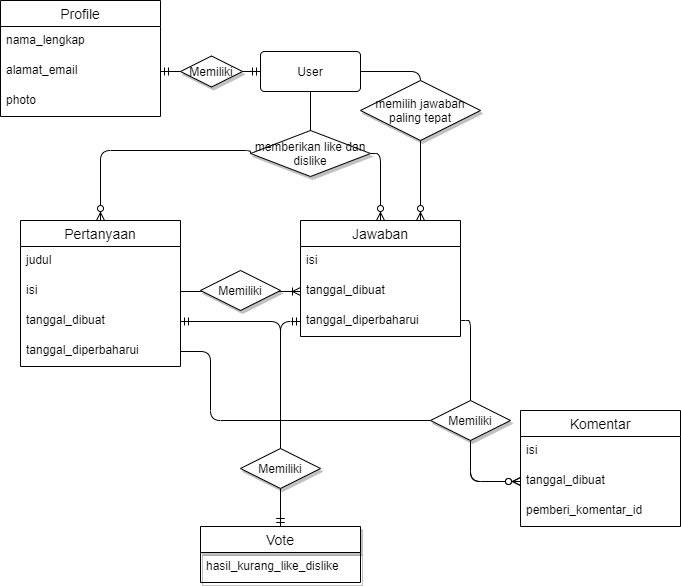 Profile
nama_lengkap
alamat_email
photo
Memiliki
User
memilih jawaban
paling tepat
memberikan like dan
dislike
Pertanyaan
judul
isi
tanggal_dibuat
tanggal_diperbaharui
Memiliki
Jawaban
isi
tanggal_dibuat
tanggal_diperbaharui
Memiliki
Komentar
isi
tanggal_dibuat
pemberi_komentar_id
Memiliki
Vote
hasil_kurang_like_dislike